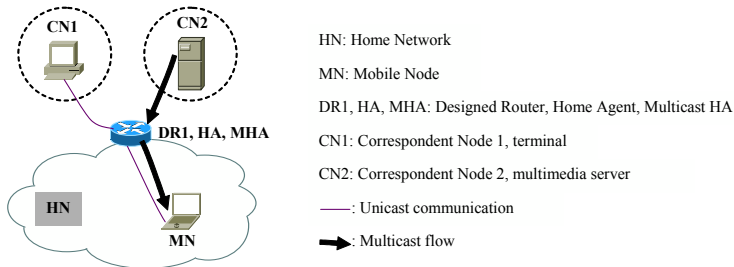 CN1
CN2
DR1, HA, MHA
HN
MN
HN: Home Network
MN: Mobile Node
DR1, HA, MHA: Designed Router, Home Agent, Multicast HA
CN1: Correspondent Node 1, terminal
CN2: Correspondent Node 2, multimedia server
: Unicast communication
: Multicast flow